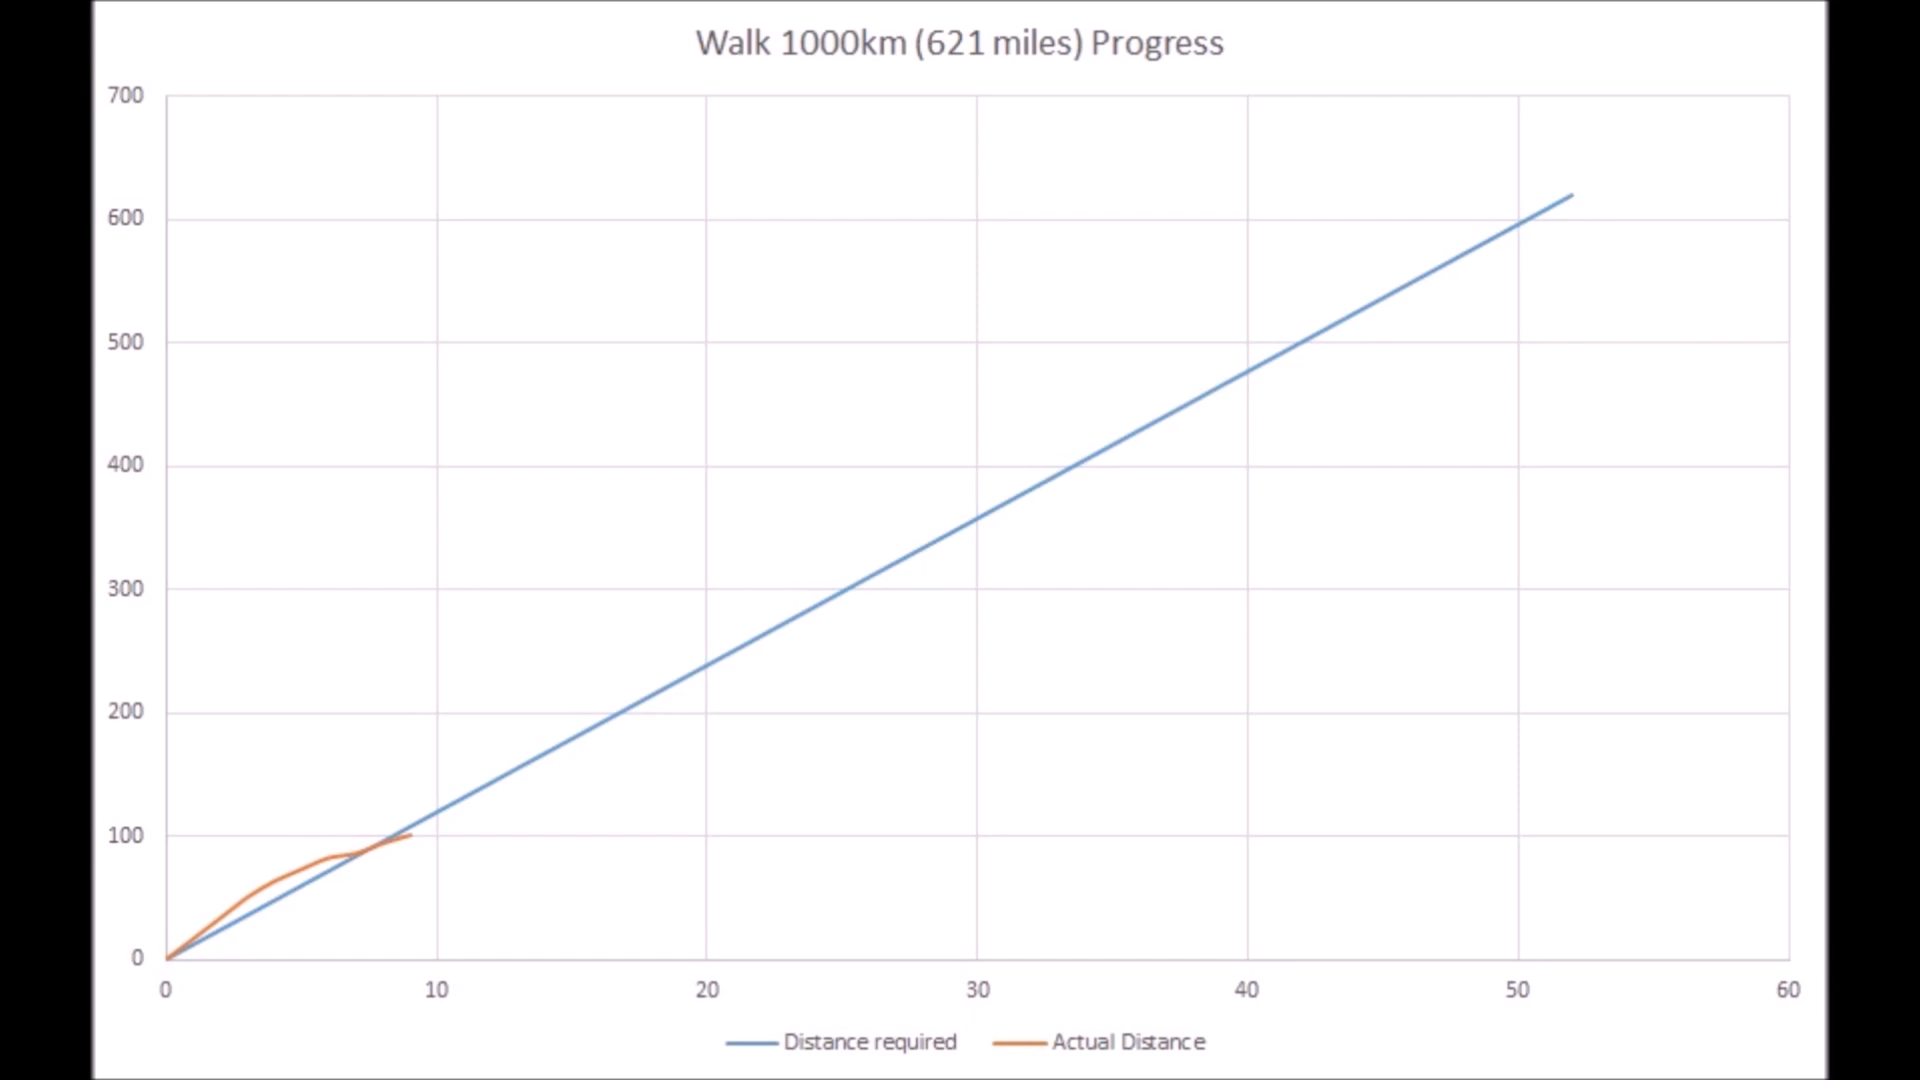 Walk 1000km (621 miles) Progress
700
600
500
400
300
200
100
0
0 10 20 30 40 50 60
Distance required Actual Distance